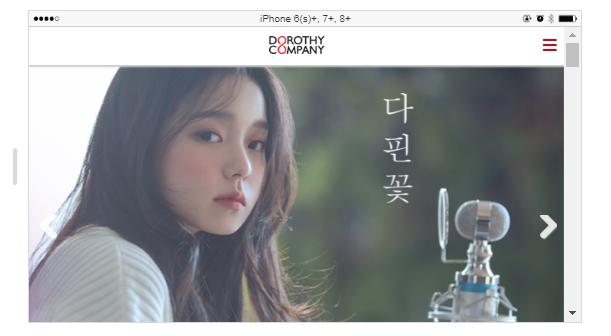 iPhone 6(s)+, 7+, 8+
DOROTHY
COMPANY
다
핀
꽃